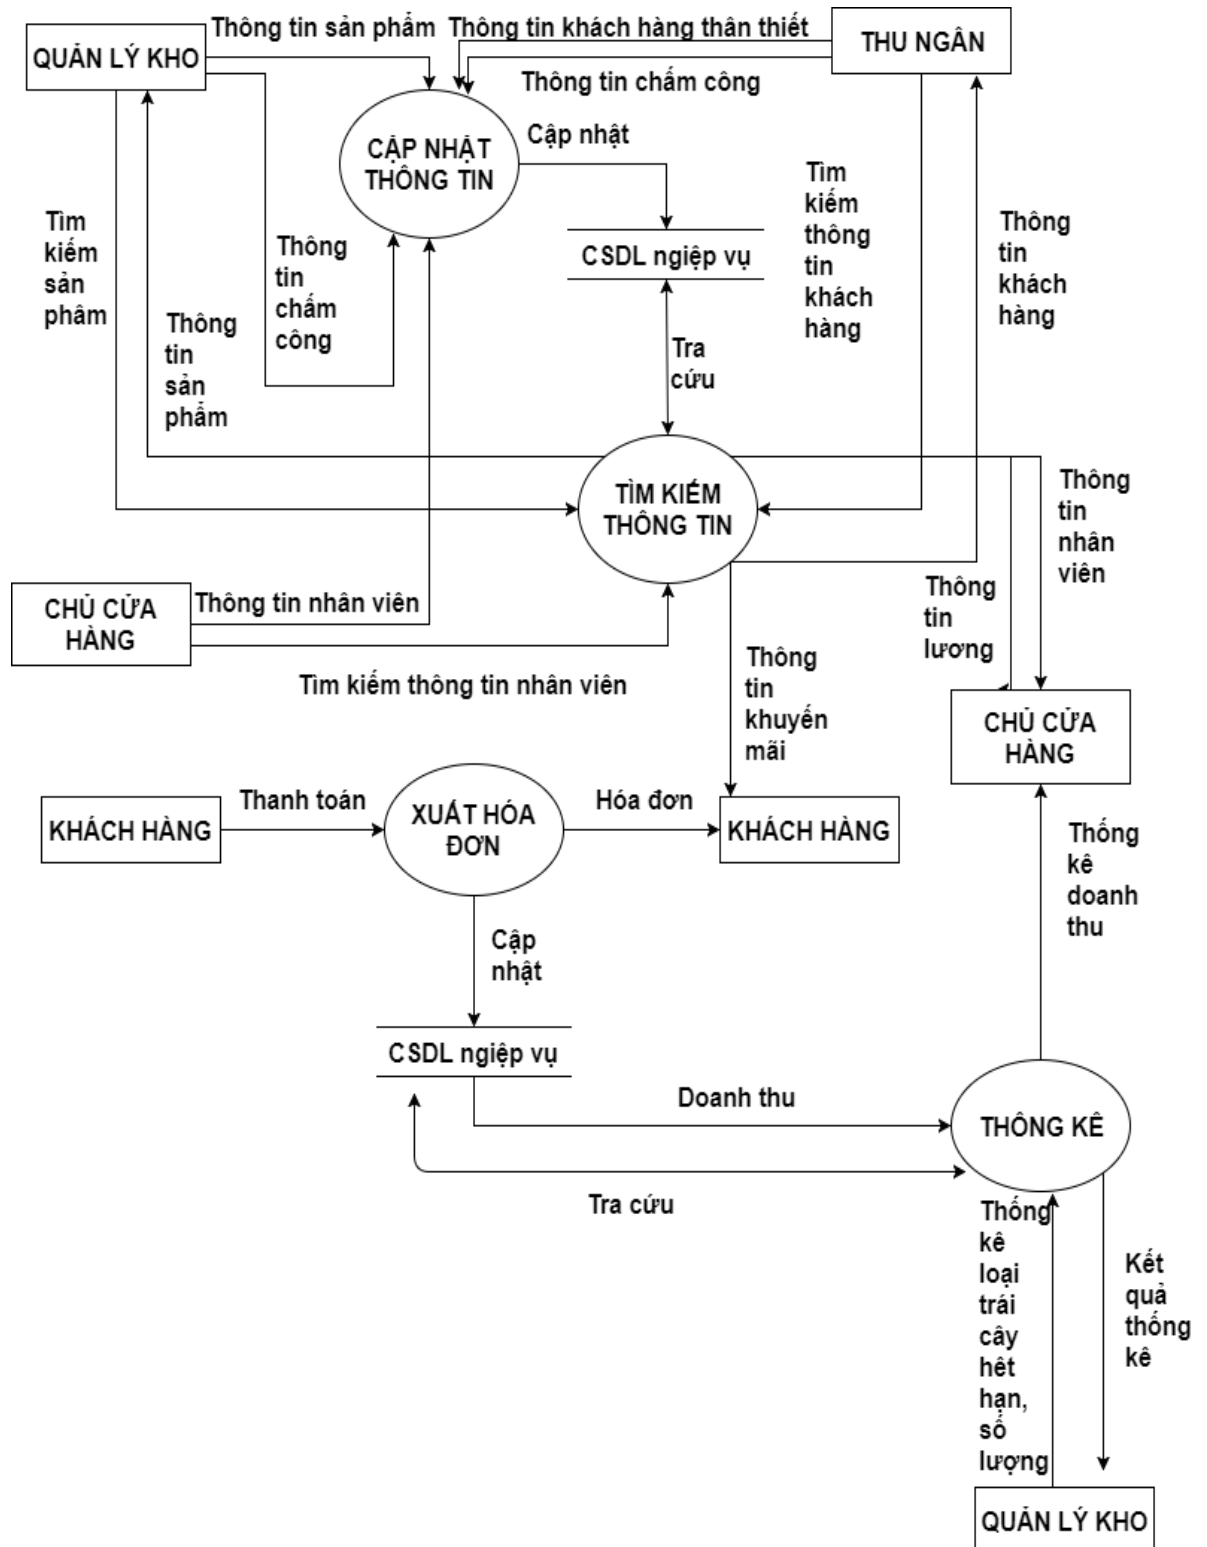 Thông tin sản phẩm
Thông tin khách hàng thân thiết
THU NGÂN
QUẢN LÝ KHO
Thông tin chấm công
CẬP NHẬT
THÔNG TIN
Cập nhật
Tìm
kiếm
sản
phâm
Thông
tin
chấm
công
CSDL ngiệp vụ
Tìm
kiếm
thông
tin
khách
hàng
Thông
tin
khách
hàng
Thông
tin
sản
phẩm
Tra
cứu
TÌM KIẾM
THÔNG TIN
Thông
tin
nhân
viên
CHỦ CỬA
HÀNG
Thông tin nhân viên
Thông
tin
lương
Tìm kiếm thông tin nhân viên
Thông
tin
khuyến
mãi
CHỦ CỬA
HÀNG
KHÁCH HÀNG
Thanh toán
XUẤT HÓA
ĐƠN
Hóa đơn
KHÁCH HÀNG
Thống
kê
doanh
thu
Cập
nhật
CSDL ngiệp vụ
Doanh thu
THỐNG KÊ
Tra cứu
Thống
kê
loại
trái
cây
hêt
hạn,
số
lượng
Kết
quả
thống
kê
QUẢN LÝ KHO